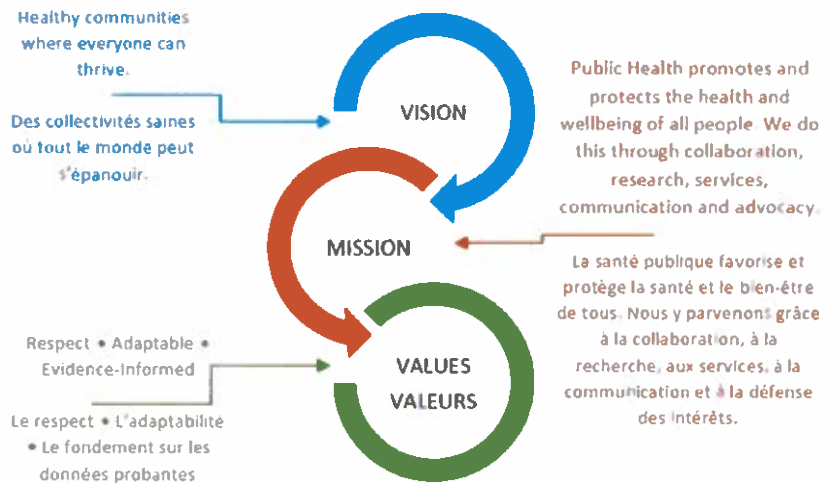 Healthy communities
where everyone can
thrive.
Des collectivités saines
où tout le monde peut
s'épanouir.
VISION
Public Health promotes and
protects the health and
wellbeing of all people. We do
this through collaboration,
research, services,
communication and advocacy.
MISSION
La santé publique favorise et
protège la santé et le bien-être
de tous. Nous y parvenons grâce
à la collaboration, à la
recherche, aux services, à la
communication et à la défense
des intérêts.
Respect • Adaptable •
Evidence-Informed
Le respect • L'adaptabilité
• Le fondement sur les
données probantes
VALUES
VALEURS